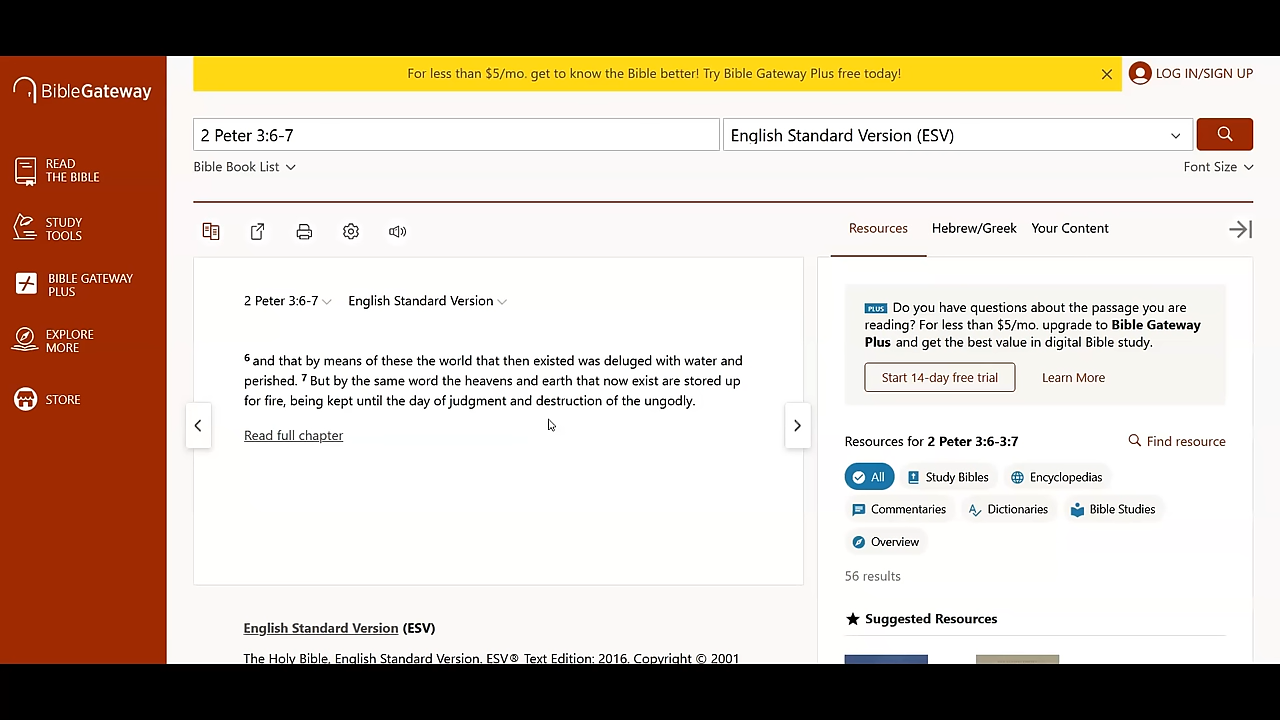 For less than $5/mo. get to know the Bible better! Try Bible Gateway Plus free today!
LOG IN/SIGN UP
BibleGateway
READ
THE BIBLE
STUDY
TOOLS
BIBLE GATEWAY
PLUS
EXPLORE
MORE
STORE
2 Peter 3:6-7
English Standard Version (ESV)
Bible Book List
Font Size
2 Peter 3:6-7 English Standard Version
6 and that by means of these the world that then existed was deluged with water and
perished. 7 But by the same word the heavens and earth that now exist are stored up
for fire, being kept until the day of judgment and destruction of the ungodly.
Read full chapter
English Standard Version (ESV)
The Holy Bible, English Standard Version. ESV® Text Edition: 2016. Copyright © 2001
Resources Hebrew/Greek Your Content
PLUS Do you have questions about the passage you are
reading? For less than $5/mo. upgrade to Bible Gateway
Plus and get the best value in digital Bible study.
Start 14-day free trial Learn More
Resources for 2 Peter 3:6-3:7 Find resource
All Study Bibles Encyclopedias
Commentaries Dictionaries Bible Studies
Overview
56 results
Suggested Resources